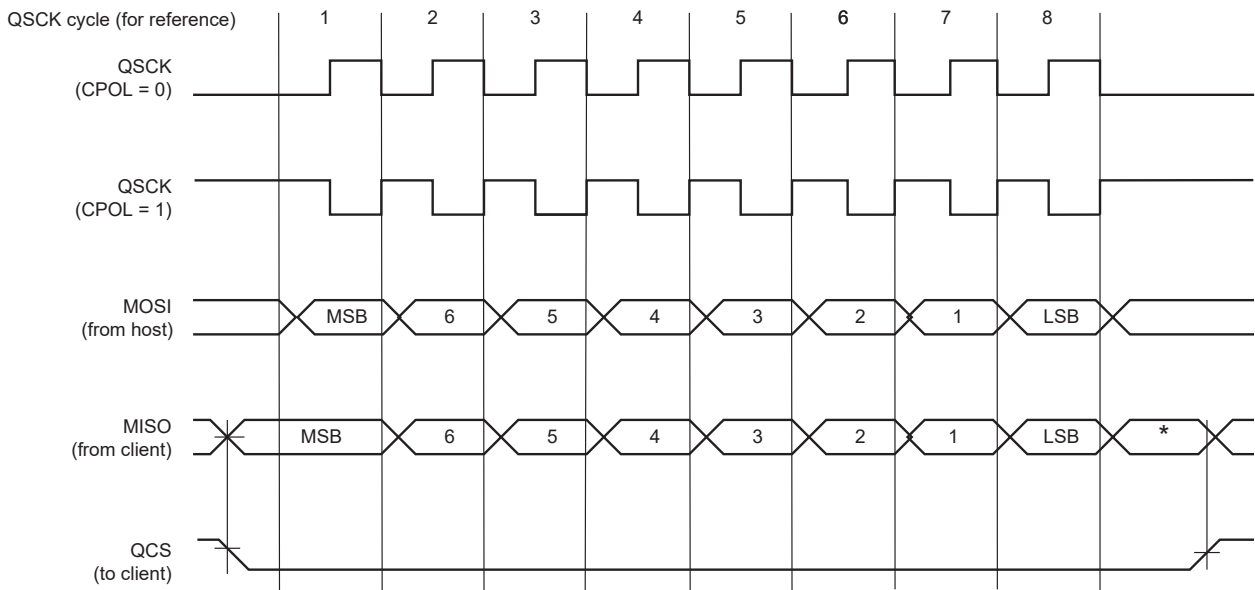 QSCK cycle (for reference) 1 2 3 4 5 6 7 8
QSCK
(CPOL = 0)
QSCK
(CPOL = 1)
MOSI
(from host)
MSB 6 5 4 3 2 1 LSB
MISO
(from client)
MSB 6 5 4 3 2 1 LSB *
QCS
(to client)